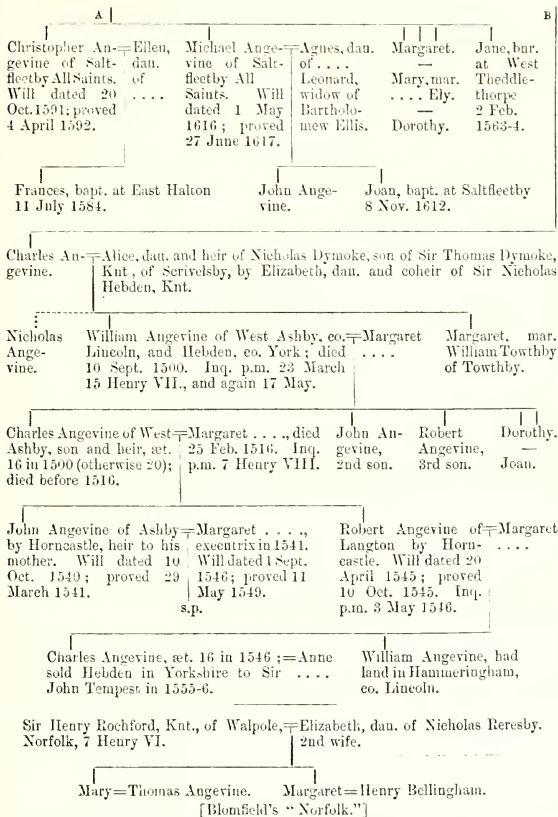 A B
Christopher An-=Ellen, Michael Ange-=Agnes, dau. Margaret. Jane, bur.
gevine of Salt- dau. vine of Salt- of . . . . — at West
fleetby All Saints. of fleetby All Leonard, Mary, mar. Theddle-
Will dated 20 . . . . Saints. Will widow of . . . . Ely. thorpe
Oct. 1591; proved dated 1 May Bartholo- — 2 Feb.
4 April 1592. 1616; proved mew Ellis. Dorothy. 1563-4.
27 June 1617.
Frances, bapt. at East Halton John Ange- Joan, bapt. at Saltfleetby
11 July 1584. vine. 8 Nov. 1612.
Charles An-=Alice, dau. and heir of Nicholas Dymoke, son of Sir Thomas Dymoke,
gevine. Knt, of Scrivelsby, by Elizabeth, dau. and coheir of Sir Nicholas
Hebden, Knt.
Nicholas William Angevine of West Ashby, co.=Margaret Margaret, mar.
Ange- Lincoln, and Hebden, co. York; died . . . . William Towthby
vine. 10 Sept. 1500. Inq. p.m. 23 March of Towthby.
15 Henry VII., and again 17 May.
Charles Angevine of West=Margaret . . . ., died John An- Robert Dorothy.
Ashby, son and heir, æt. 25 Feb. 1516. Inq. gevine, Angevine, —
16 in 1500 (otherwise 20); p.m. 7 Henry VIII. 2nd son. 3rd son. Joan.
died before 1516.
John Angevine of Ashby=Margaret . . . ., Robert Angevine of=Margaret
by Horncastle, heir to his executrix in 1541. Langton by Horn- . . . .
mother. Will dated 10 Will dated 1 Sept. castle. Will dated 20
Oct. 1540; proved 29 1546; proved 11 April 1545; proved
March 1541. May 1549. 10 Oct. 1545. Inq.
s.p. p.m. 3 May 1546.
Charles Angevine, æt. 16 in 1546;=Anne William Angevine, had
sold Hebden in Yorkshire to Sir . . . . land in Hammeringham,
John Tempest in 1555-6. co. Lincoln.
Sir Henry Rochford, Knt., of Walpole,=Elizabeth, dau. of Nicholas Reresby.
Norfolk, 7 Henry VI. 2nd wife.
Mary=Thomas Angevine. Margaret=Henry Bellingham.
[Blomfield's "Norfolk."]